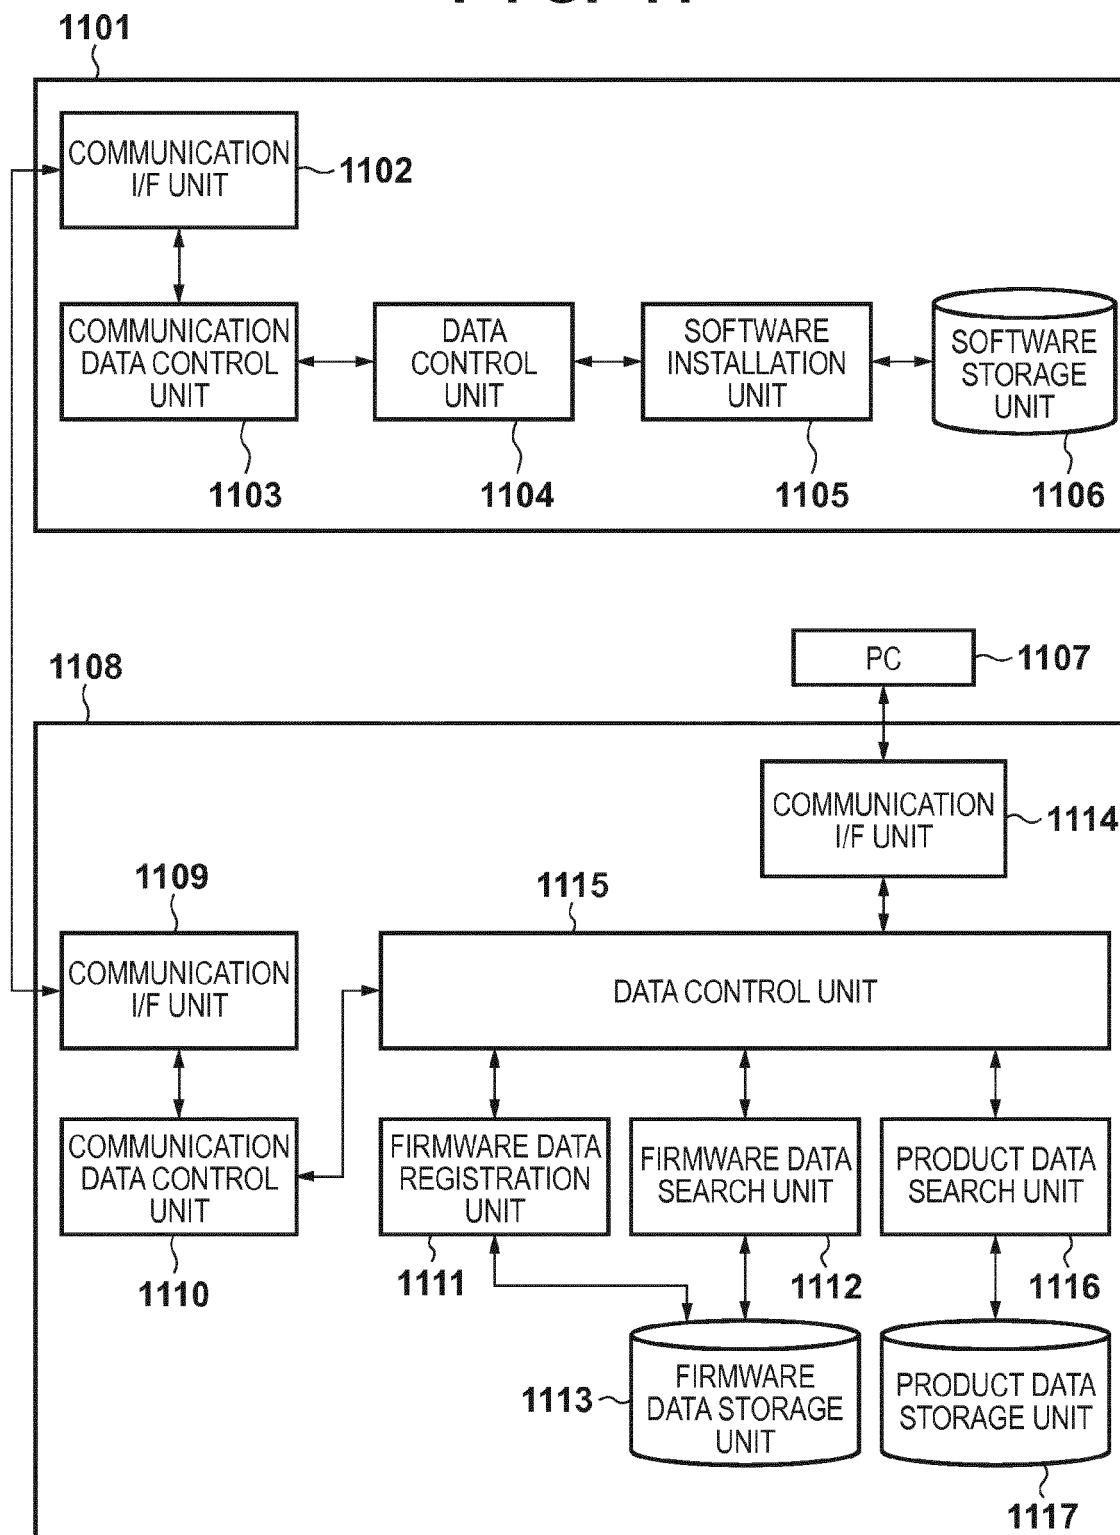 1101
COMMUNICATION
I/F UNIT
1102
COMMUNICATION
DATA CONTROL
UNIT
DATA
CONTROL
UNIT
SOFTWARE
INSTALLATION
UNIT
SOFTWARE
STORAGE
UNIT
1103
1104
1105
1106
PC
1107
1108
COMMUNICATION
I/F UNIT
1114
1109
1115
COMMUNICATION
I/F UNIT
DATA CONTROL UNIT
COMMUNICATION
DATA CONTROL
UNIT
FIRMWARE DATA
REGISTRATION
UNIT
FIRMWARE DATA
SEARCH UNIT
PRODUCT DATA
SEARCH UNIT
1110
1111
1112
1116
1113
FIRMWARE
DATA STORAGE
UNIT
PRODUCT DATA
STORAGE UNIT
1117